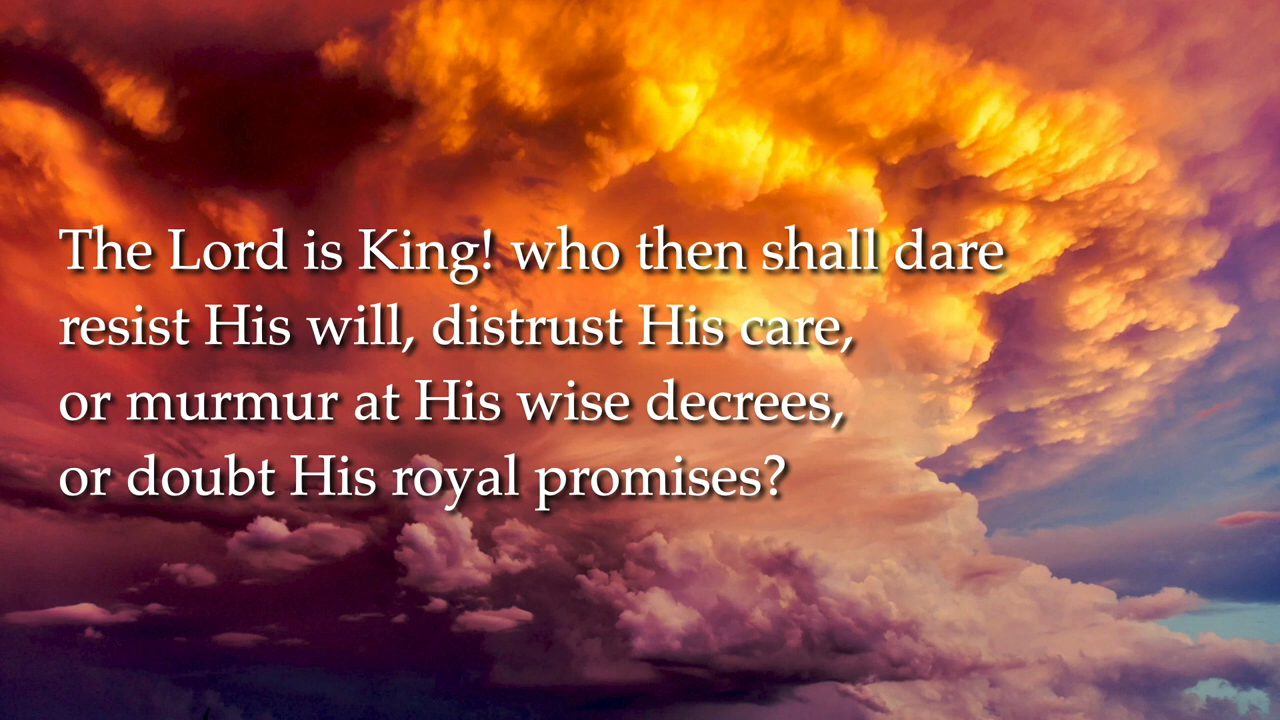 The Lord is King! who then shall dare
resist His will, distrust His care,
or murmur at His wise decrees,
or doubt His royal promises?